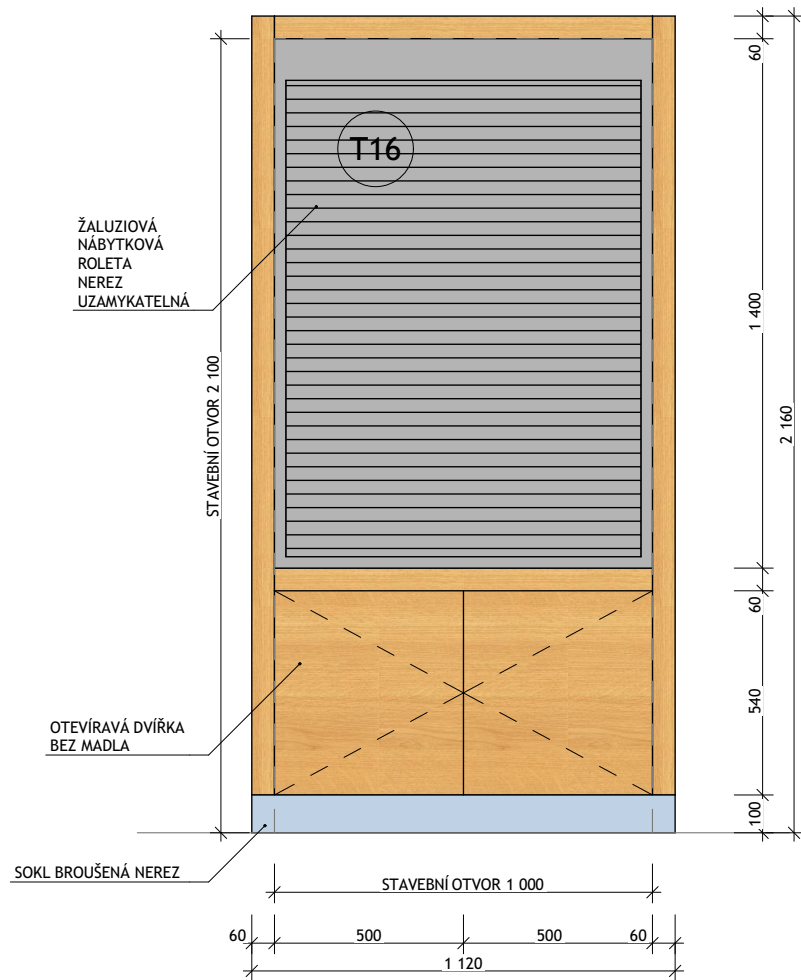 60
T16
ŽALUZIOVÁ
NÁBYTKOVÁ
ROLETA
NEREZ
UZAMYKATELNÁ
1 400
STAVEBNÍ OTVOR 2 100
2 160
60
540
OTEVÍRAVÁ DVÍŘKA
BEZ MADLA
100
SOKL BROUŠENÁ NEREZ
STAVEBNÍ OTVOR 1 000
60 500 500 60
1 120